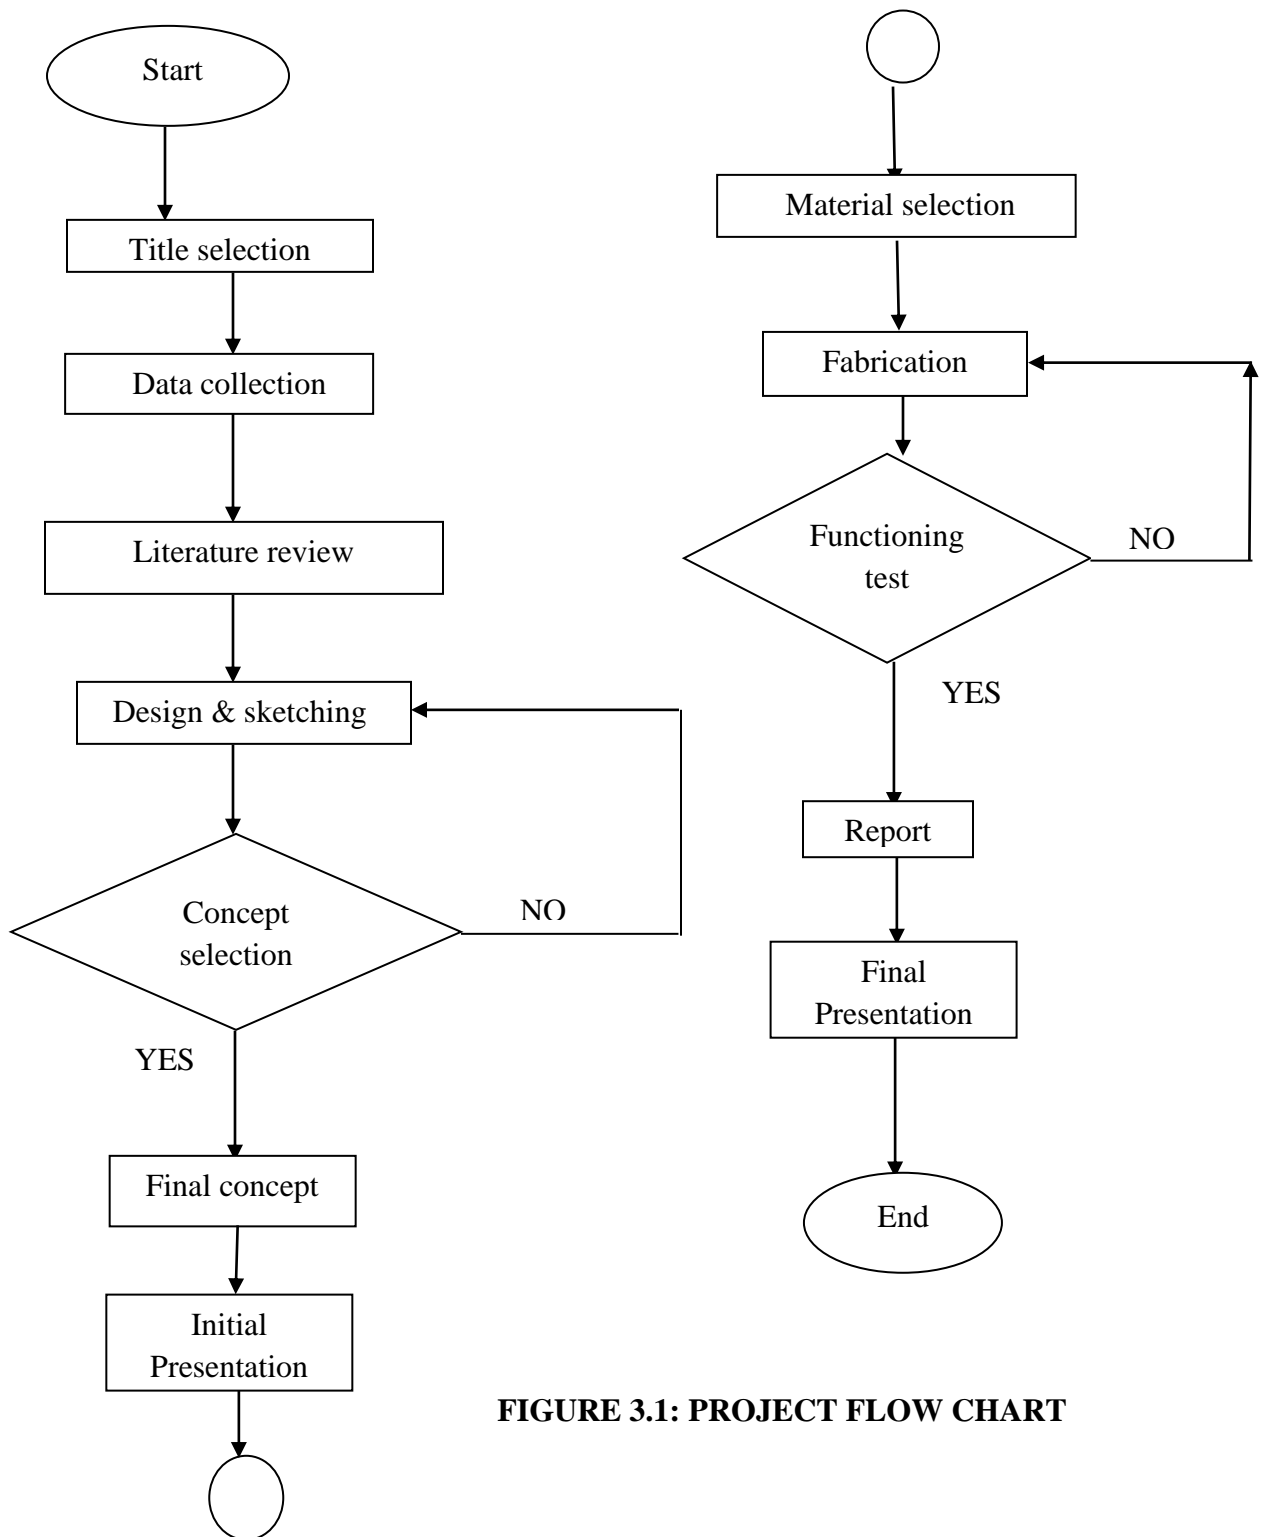 Start
Title selection
Data collection
Literature review
Design & sketching
Concept
selection
NO
YES
Final concept
Initial
Presentation
Material selection
Fabrication
Functioning
test
NO
YES
Report
Final
Presentation
End
FIGURE 3.1: PROJECT FLOW CHART